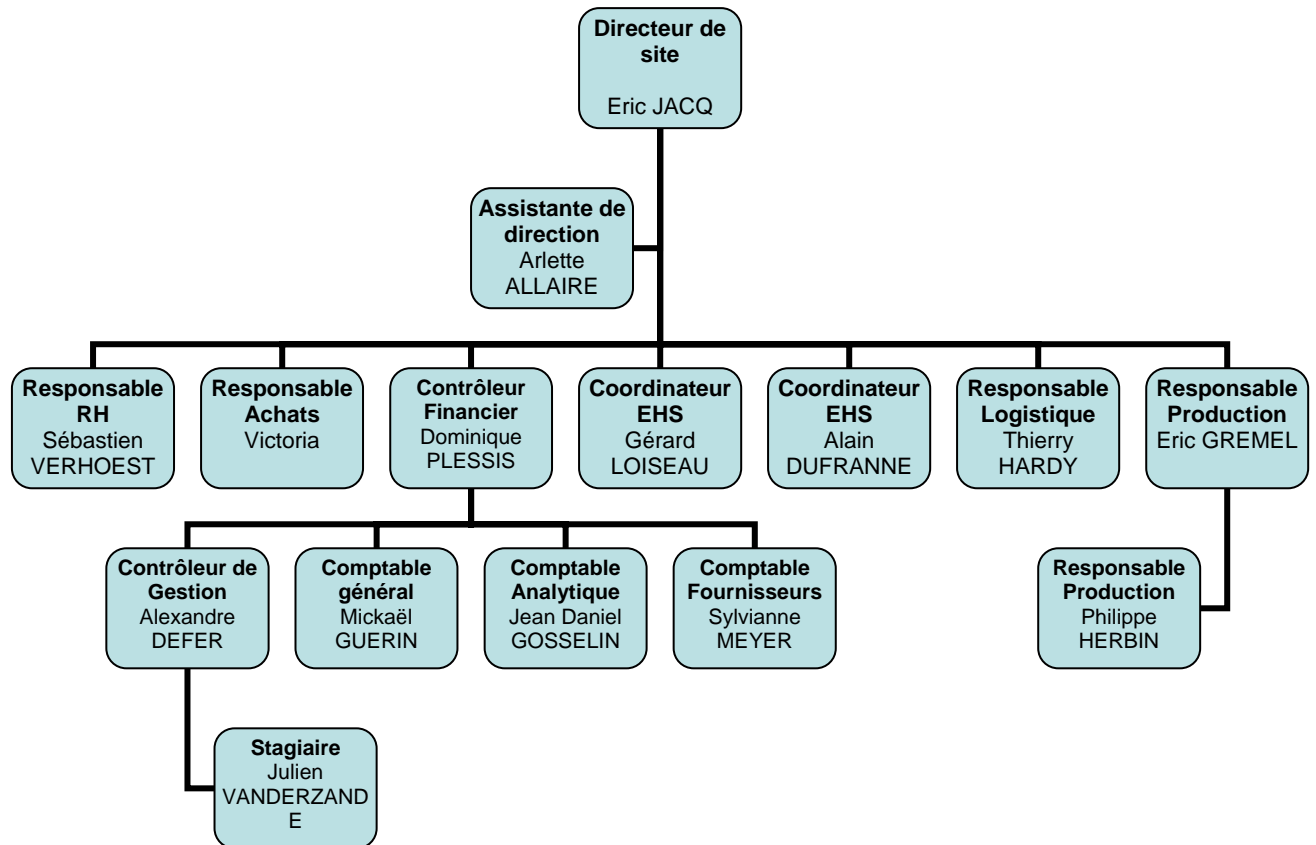 Directeur de
site
Eric JACQ
Assistante de
direction
Arlette
ALLAIRE
Responsable
RH
Sébastien
VERHOEST
Responsable
Achats
Victoria
Contrôleur
Financier
Dominique
PLESSIS
Coordinateur
EHS
Gérard
LOISEAU
Coordinateur
EHS
Alain
DUFRANNE
Responsable
Logistique
Thierry
HARDY
Responsable
Production
Eric GREMEL
Contrôleur de
Gestion
Alexandre
DEFER
Comptable
général
Mickaël
GUERIN
Comptable
Analytique
Jean Daniel
GOSSELIN
Comptable
Fournisseurs
Sylvianne
MEYER
Responsable
Production
Philippe
HERBIN
Stagiaire
Julien
VANDERZAND
E